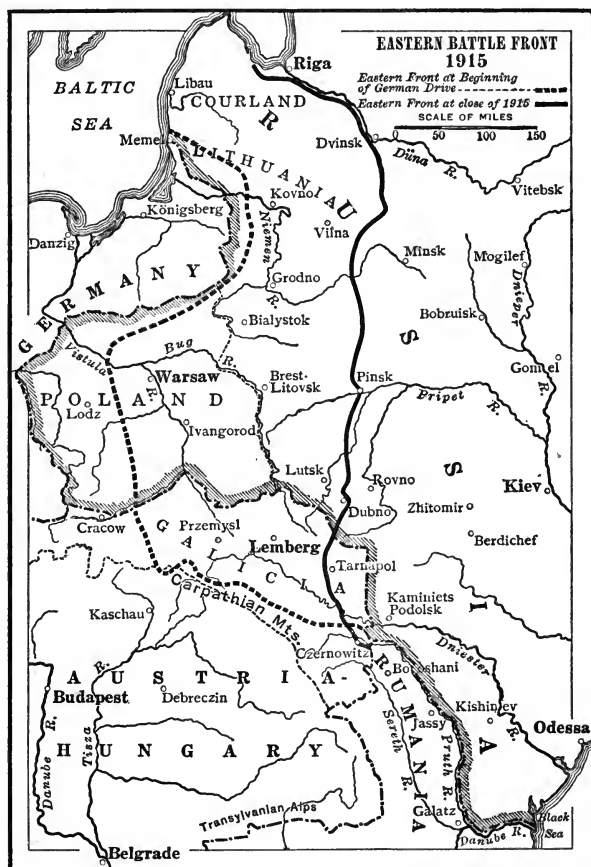 EASTERN BATTLE FRONT
1915
Eastern Front at Beginning
of German Drive
Eastern Front at close of 1915
SCALE OF MILES
0 50 100 150
BALTIC
SEA
Riga
Libau
COURLAND
Dvinsk
Düna R.
Vitebsk
Memel
LITHUANIA
RUSSIA
Kovno
Vilna
Niemen R.
Königsberg
Danzig
GERMANY
Grodno
Minsk
Mogilef
Dnieper R.
Bialystok
Bobruisk
Gomel
Vistula R.
Bug R.
Warsaw
Brest-
Litovsk
Pinsk
Pripet R.
POLAND
Lodz
Ivangorod
Lutsk
Rovno
Kiev
Dubno
Zhitomir
Cracow
Przemysl
GALICIA
Lemberg
Berdichef
Tarnapol
Kaminiets
Podolsk
Carpathian Mts.
Kaschau
Czernowitz
Dniester R.
AUSTRIA-
HUNGARY
Budapest
Debreczin
Danube R.
Tisza R.
RUMANIA
Botoshani
Jassy
Sereth R.
Pruth R.
Kishinev
Odessa
Transylvanian Alps
Galatz
Danube R.
Black
Sea
Belgrade